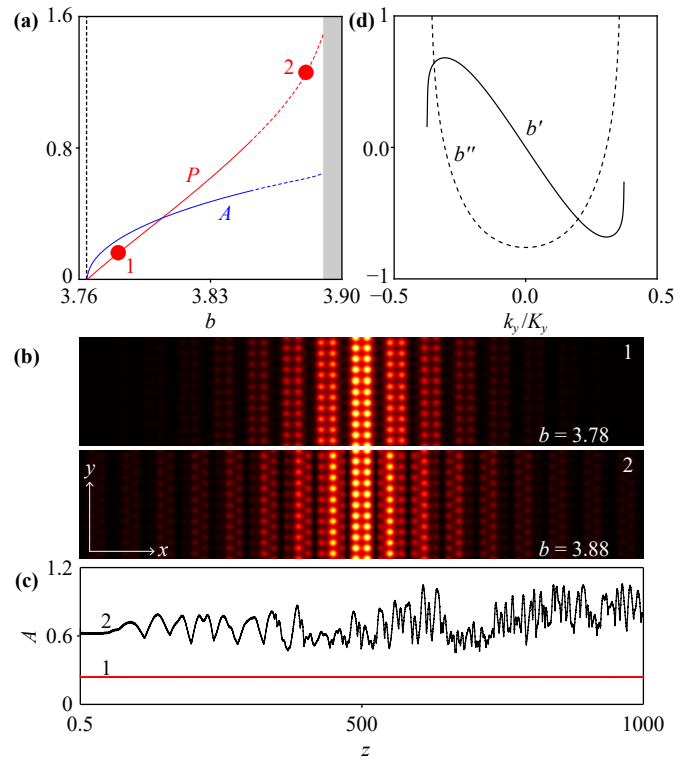 (a)
1.6
0.8
0
2
P
A
1
3.76
3.83
3.90
b
(d)
1
0.0
−1
b′
b″
−0.5
0.0
0.5
k_y/K_y
(b)
1
b = 3.78
2
y
x
b = 3.88
(c)
1.2
0.6
0
A
2
1
0.5
500
1000
z